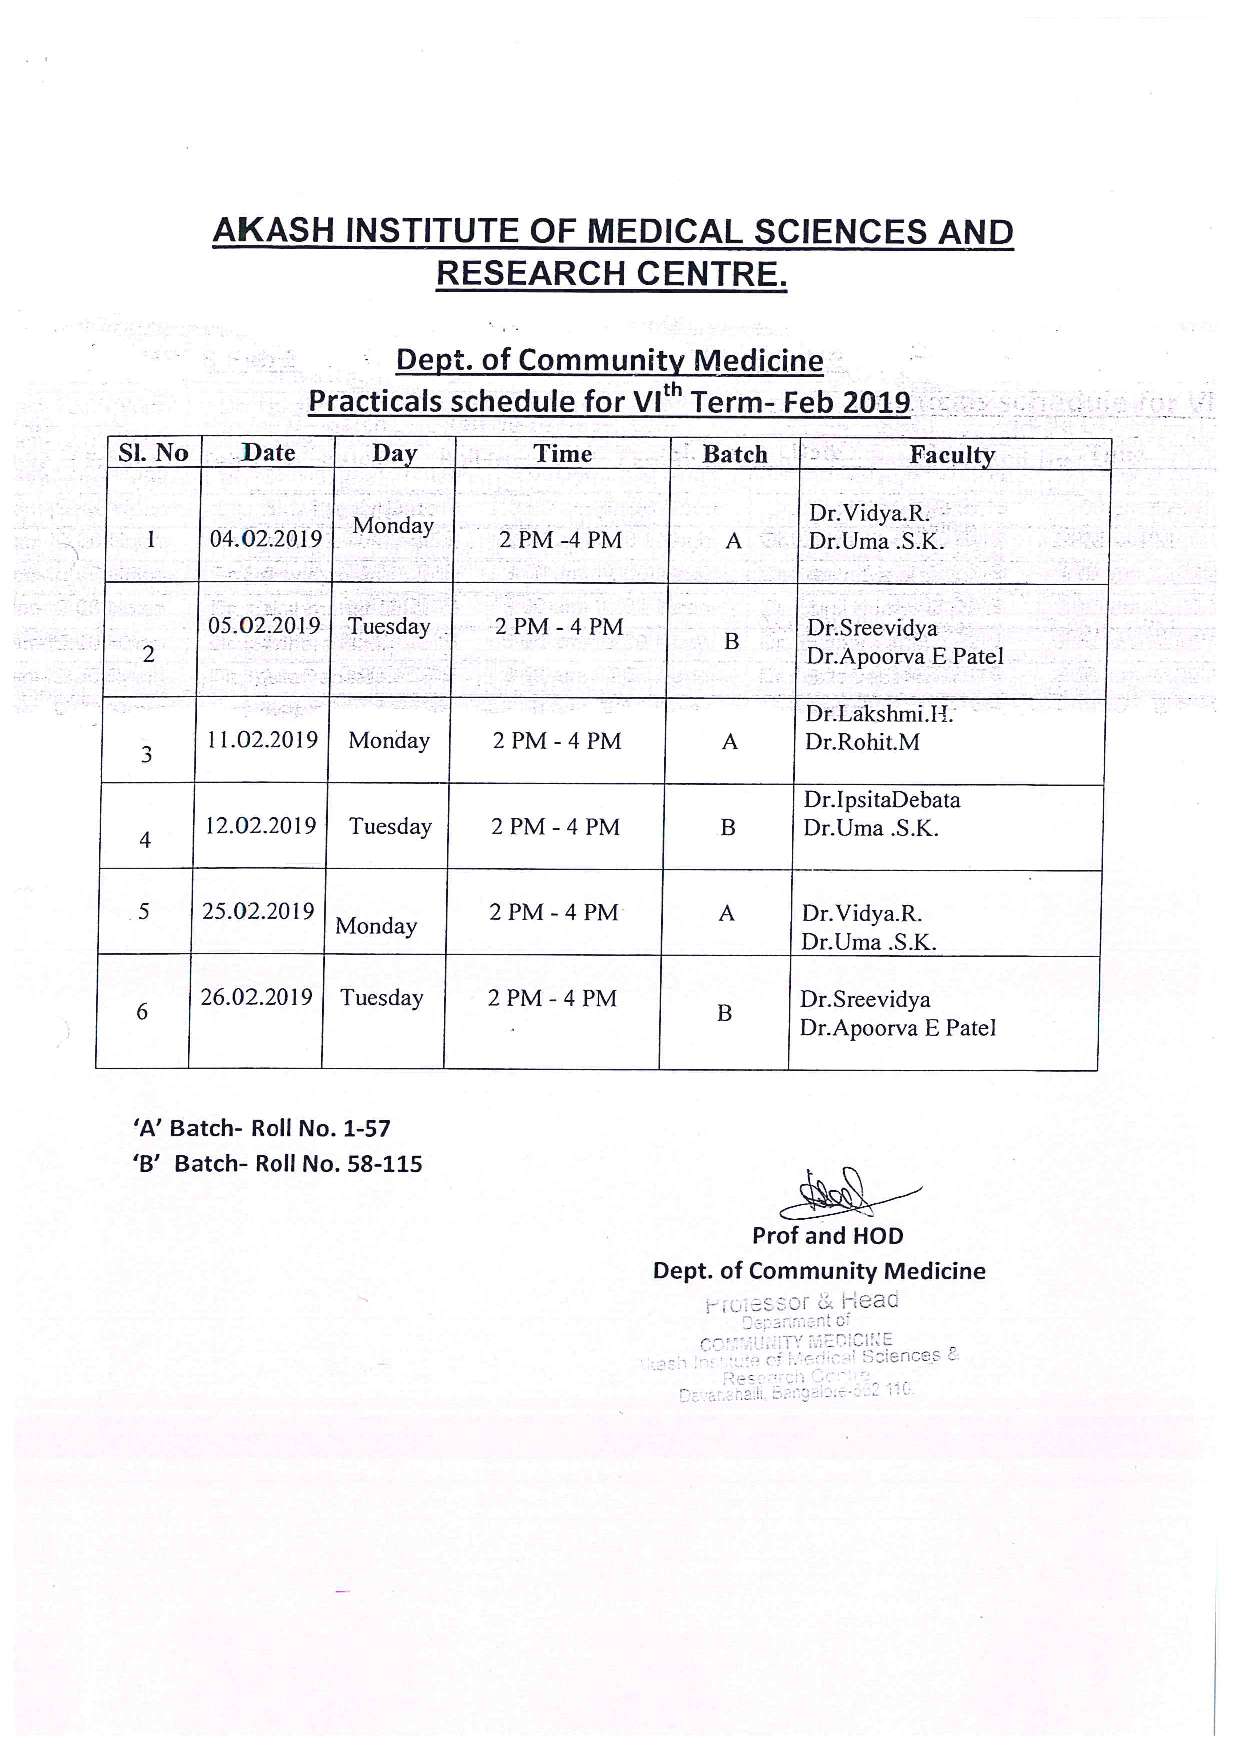 AKASH INSTITUTE OF MEDICAL SCIENCES AND
RESEARCH CENTRE.
Dept. of Community Medicine
Practicals schedule for VIth Term- Feb 2019
Sl. No Date Day Time Batch Faculty
1 04.02.2019 Monday 2 PM -4 PM A Dr.Vidya.R.
Dr.Uma .S.K.
2 05.02.2019 Tuesday 2 PM - 4 PM B Dr.Sreevidya
Dr.Apoorva E Patel
3 11.02.2019 Monday 2 PM - 4 PM A Dr.Lakshmi.H.
Dr.Rohit.M
4 12.02.2019 Tuesday 2 PM - 4 PM B Dr.IpsitaDebata
Dr.Uma .S.K.
5 25.02.2019 Monday 2 PM - 4 PM A Dr.Vidya.R.
Dr.Uma .S.K.
6 26.02.2019 Tuesday 2 PM - 4 PM B Dr.Sreevidya
Dr.Apoorva E Patel
‘A’ Batch- Roll No. 1-57
‘B’ Batch- Roll No. 58-115
Prof and HOD
Dept. of Community Medicine
Professor & Head
Department of
COMMUNITY MEDICINE
Institute of Medical Sciences &
Research Centre